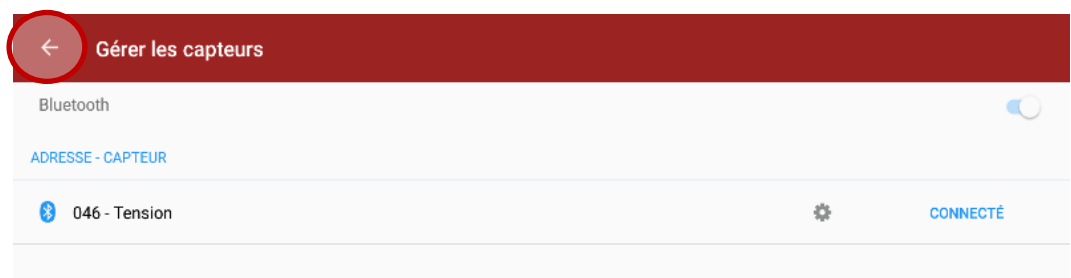 Gérer les capteurs
Bluetooth
ADRESSE - CAPTEUR
046 - Tension CONNECTÉ